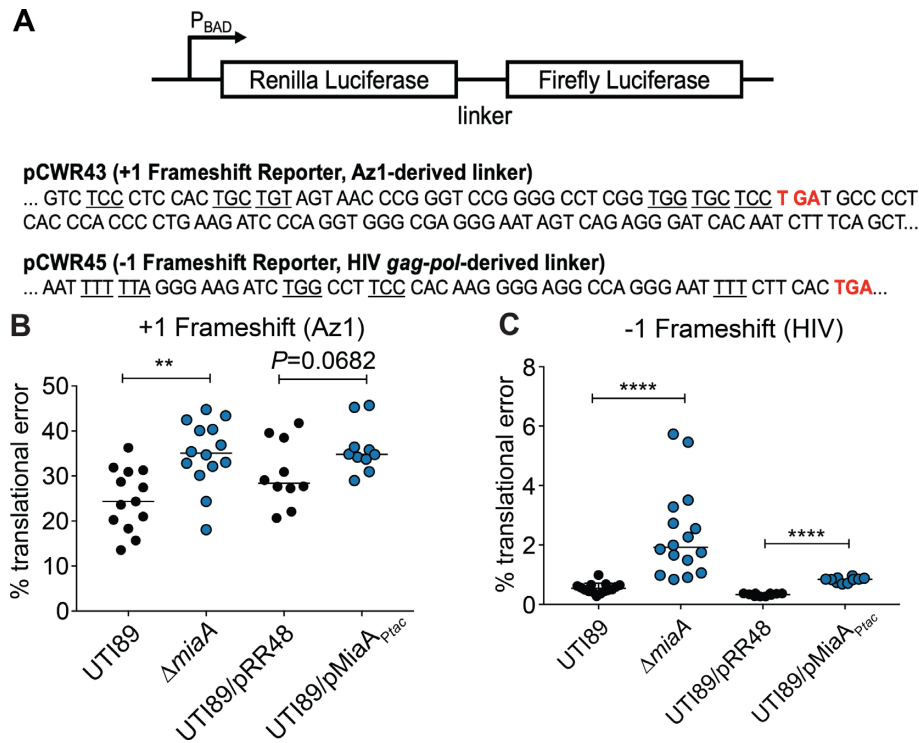 A
PBAD
Renilla Luciferase
Firefly Luciferase
linker
pCWR43 (+1 Frameshift Reporter, Az1-derived linker)
... GTC TCC CTC CAC TGC TGT AGT AAC CCG GGT CCG GGG CCT CGG TGG TGC TCC T GAT GCC CCT
CAC CCA CCC CTG AAG ATC CCA GGT GGG CGA GGG AAT AGT CAG AGG GAT CAC AAT CTT TCA GCT...
pCWR45 (-1 Frameshift Reporter, HIV gag-pol-derived linker)
... AAT TTT TTA GGG AAG ATC TGG CCT TCC CAC AAG GGG AGG CCA GGG AAT TTT CTT CAC TGA...
B
+1 Frameshift (Az1)
% translational error
50
40
30
20
10
0
**
P=0.0682
UTI89
ΔmiaA
UTI89/pRR48
UTI89/pMiaAPtac
C
-1 Frameshift (HIV)
% translational error
8
6
4
2
0
****
****
UTI89
ΔmiaA
UTI89/pRR48
UTI89/pMiaAPtac